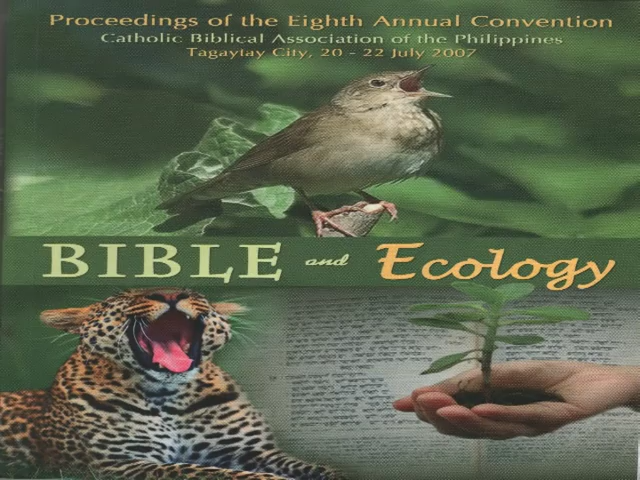 Proceedings of the Eighth Annual Convention
Catholic Biblical Association of the Philippines
Tagaytay City, 20 - 22 July 2007
BIBLE and Ecology